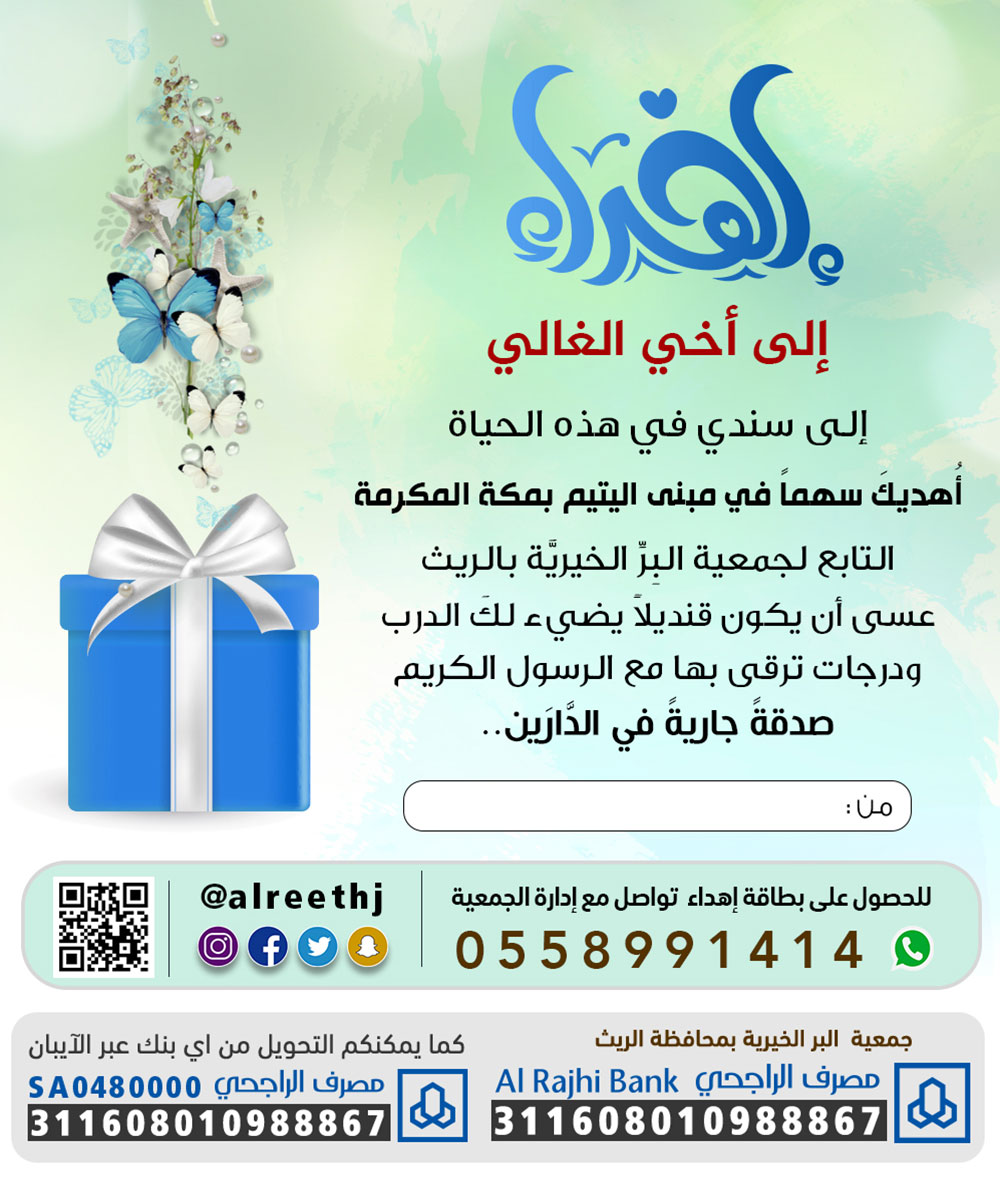 إهداء
إلى أخي الغالي
إلى سندي في هذه الحياة
أُهديكَ سهماً في مبنى اليتيم بمكة المكرمة
التابع لجمعية البِرِّ الخيريَّة بالريث
عسى أن يكون قنديلاً يضيء لكَ الدرب
ودرجات ترقى بها مع الرسول الكريم
صدقةً جاريةً في الدَّارَين..
من:
للحصول على بطاقة إهداء تواصل مع إدارة الجمعية
0558991414
@alreethj
جمعية البر الخيرية بمحافظة الريث
مصرف الراجحي Al Rajhi Bank
311608010988867
كما يمكنكم التحويل من اي بنك عبر الآيبان
مصرف الراجحي SA0480000
311608010988867